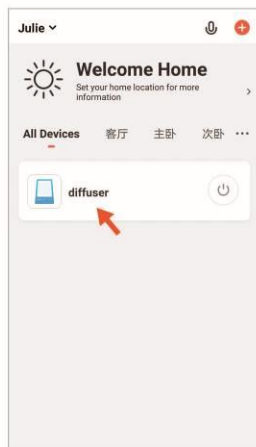 Julie
Welcome Home
Set your home location for more
information
All Devices 客厅 主卧 次卧 ...
diffuser